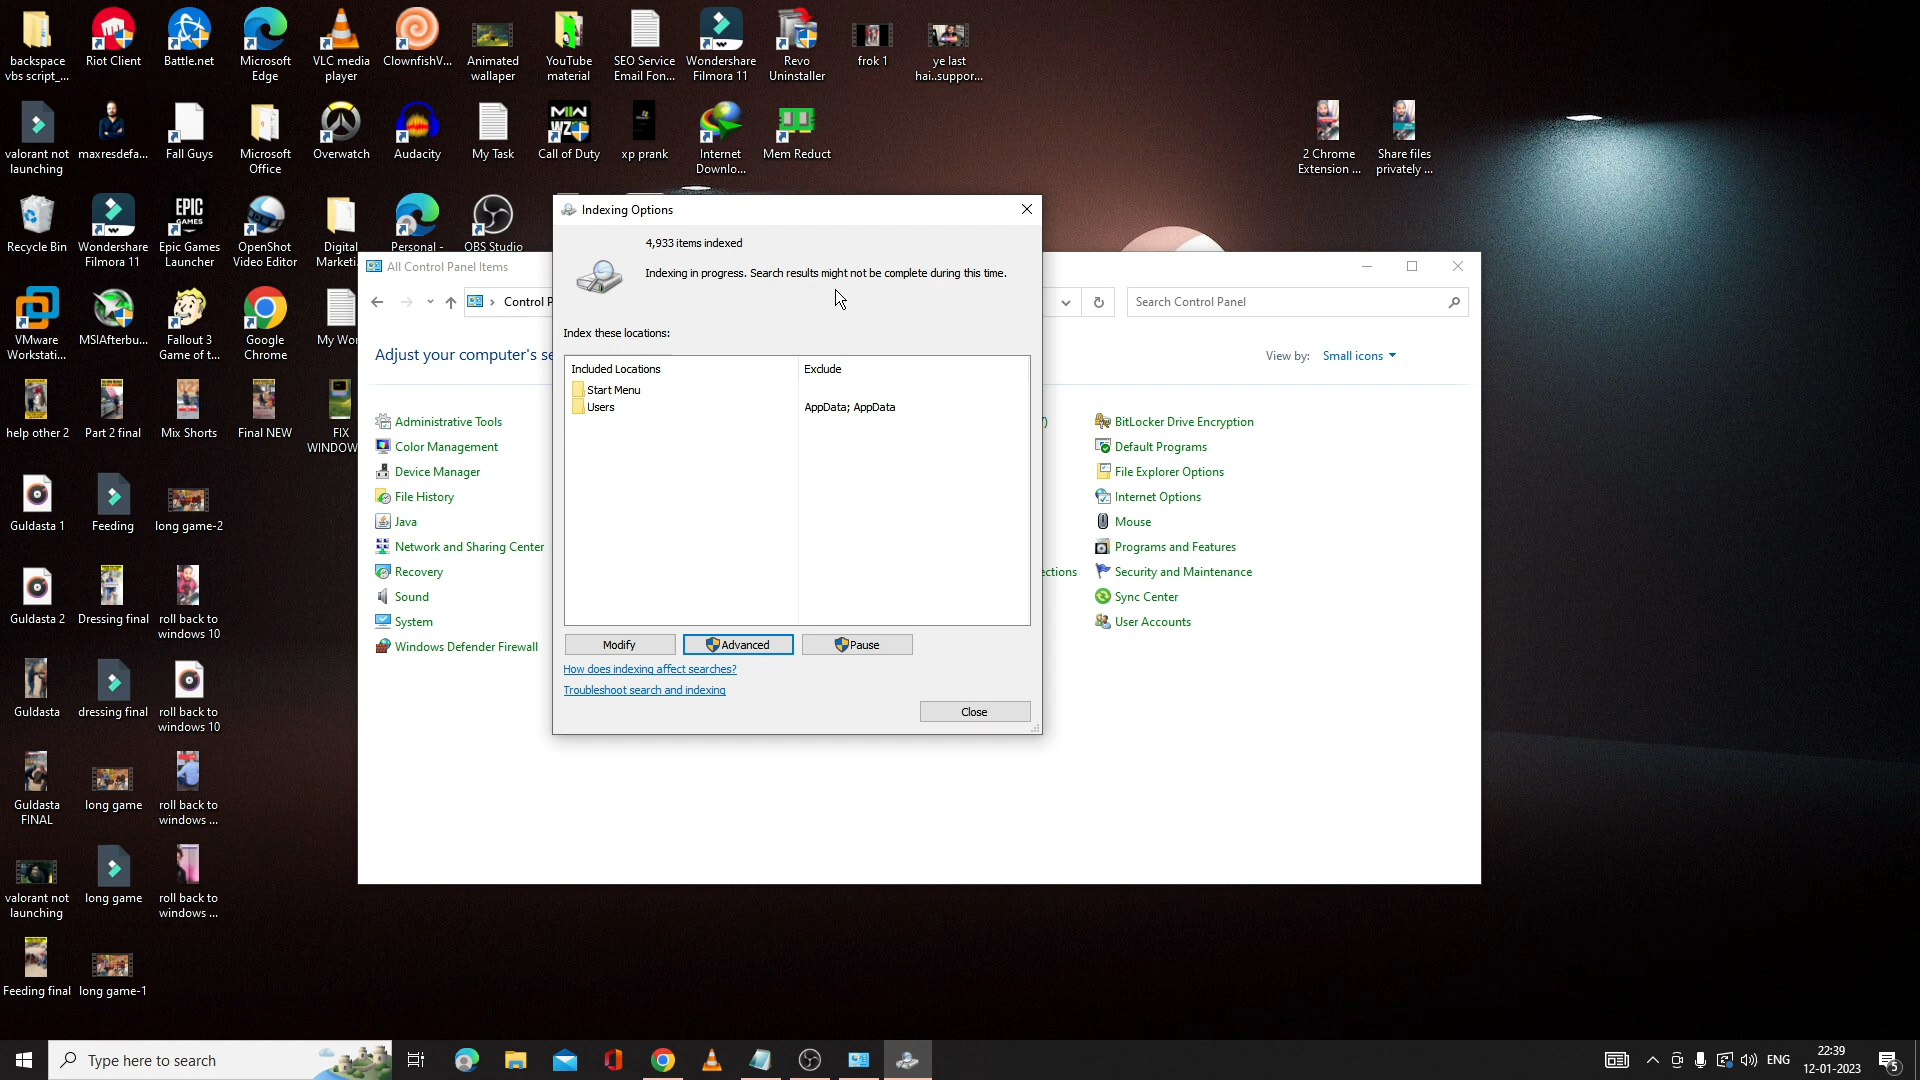 backspace
vbs script_...
Riot Client
Battle.net
Microsoft
Edge
VLC media
player
ClownfishV...
Animated
wallaper
YouTube
material
SEO Service
Email Fon...
Wondershare
Filmora 11
Revo
Uninstaller
frok 1
ye last
hai..suppor...
valorant not
launching
maxresdefa...
Fall Guys
Microsoft
Office
Overwatch
Audacity
My Task
MW
WZ
Call of Duty
xp prank
Internet
Downlo...
Mem Reduct
2 Chrome
Extension ...
Share files
privately ...
Recycle Bin
Wondershare
Filmora 11
EPIC
GAMES
Epic Games
Launcher
OpenShot
Video Editor
Digital
Marketi
Personal -
OBS Studio
VMware
Workstati...
MSIAfterbu...
Fallout 3
Game of t...
Google
Chrome
My Wor
help other 2
Part 2 final
Mix Shorts
Final NEW
FIX
WINDOW
Guldasta 1
Feeding
long game-2
Guldasta 2
Dressing final
roll back to
windows 10
Guldasta
dressing final
roll back to
windows 10
Guldasta
FINAL
long game
roll back to
windows ...
valorant not
launching
long game
roll back to
windows ...
Feeding final
long game-1
All Control Panel Items
Control P
Search Control Panel
Adjust your computer's se
View by: Small icons
Administrative Tools
Color Management
Device Manager
File History
Java
Network and Sharing Center
Recovery
Sound
System
Windows Defender Firewall
ections
BitLocker Drive Encryption
Default Programs
File Explorer Options
Internet Options
Mouse
Programs and Features
Security and Maintenance
Sync Center
User Accounts
Indexing Options
4,933 items indexed
Indexing in progress. Search results might not be complete during this time.
Index these locations:
Included Locations
Exclude
Start Menu
Users
AppData; AppData
Modify
Advanced
Pause
How does indexing affect searches?
Troubleshoot search and indexing
Close
Type here to search
ENG
22:39
12-01-2023
5